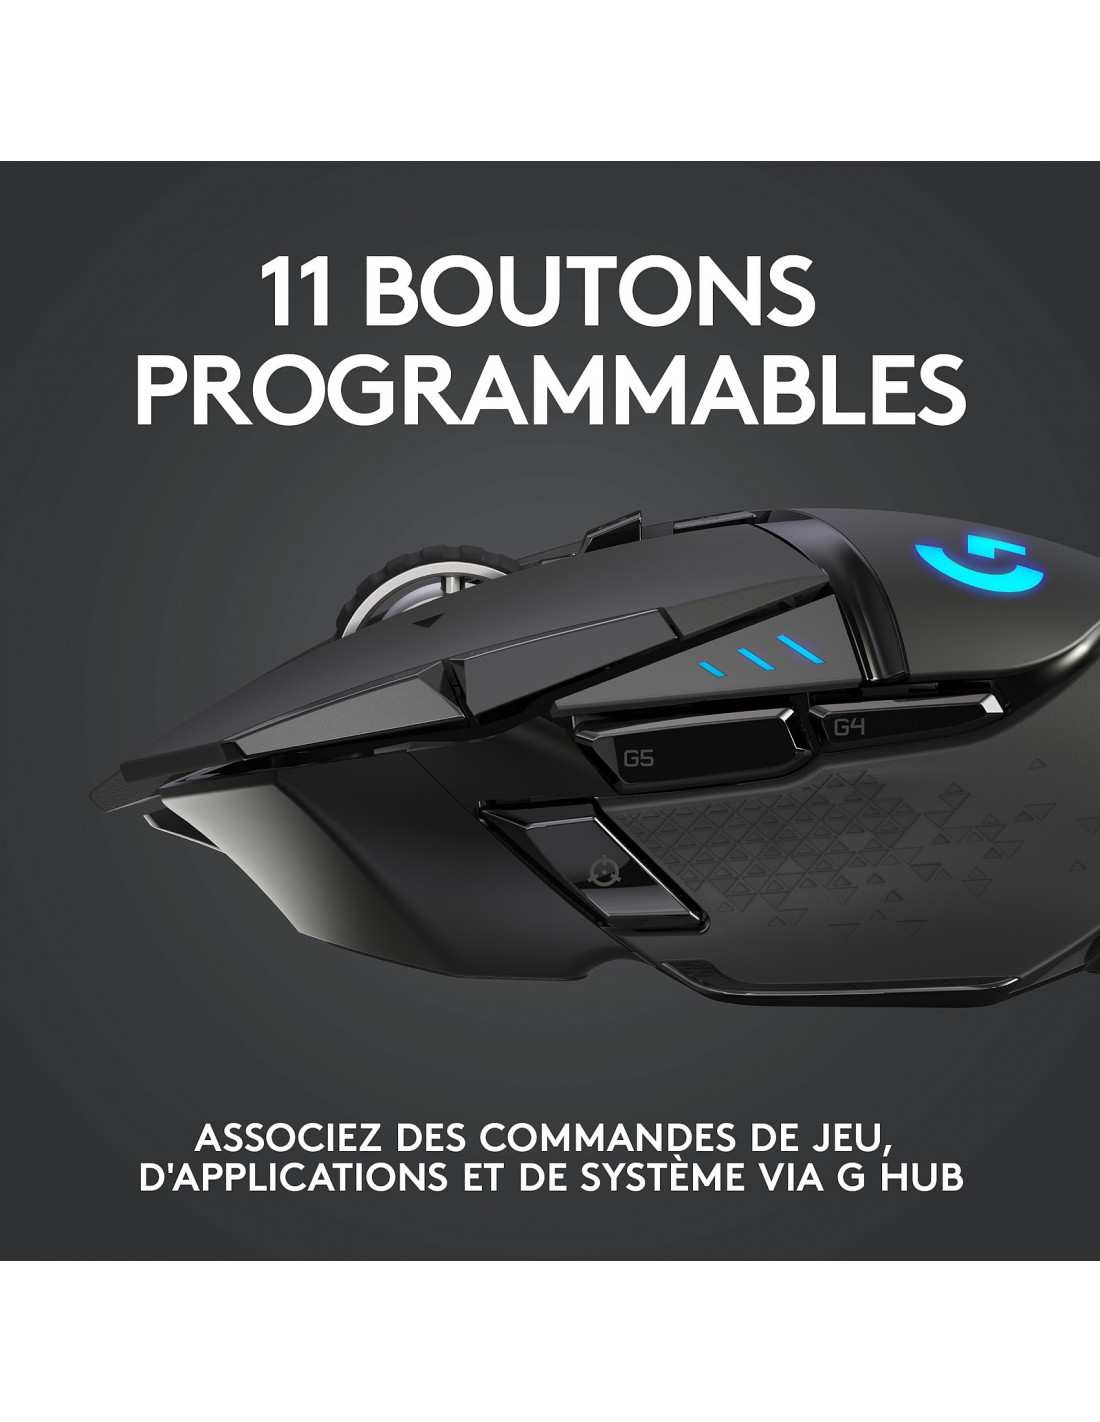 11 BOUTONS
PROGRAMMABLES
G5
G4
ASSOCIEZ DES COMMANDES DE JEU,
D'APPLICATIONS ET DE SYSTÈME VIA G HUB